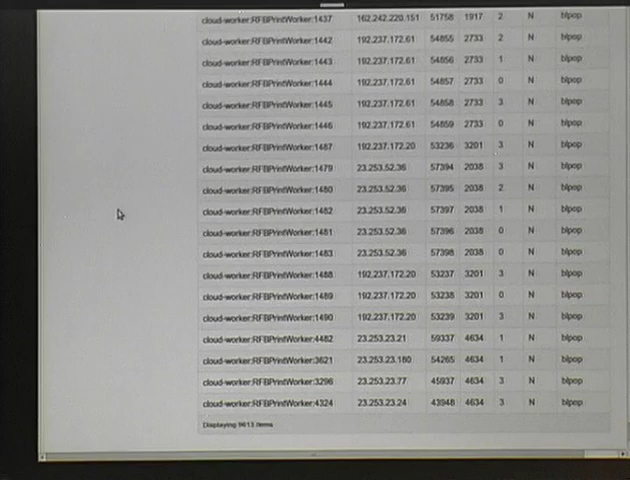 cloud-worker:RFBPrintWorker:1437 162.242.220.151 51758 1917 2 N blpop
cloud-worker:RFBPrintWorker:1442 192.237.172.61 54855 2733 2 N blpop
cloud-worker:RFBPrintWorker:1443 192.237.172.61 54856 2733 1 N blpop
cloud-worker:RFBPrintWorker:1444 192.237.172.61 54857 2733 0 N blpop
cloud-worker:RFBPrintWorker:1445 192.237.172.61 54858 2733 3 N blpop
cloud-worker:RFBPrintWorker:1446 192.237.172.61 54859 2733 0 N blpop
cloud-worker:RFBPrintWorker:1487 192.237.172.20 53236 3201 3 N blpop
cloud-worker:RFBPrintWorker:1479 23.253.52.36 57394 2038 3 N blpop
cloud-worker:RFBPrintWorker:1480 23.253.52.36 57395 2038 2 N blpop
cloud-worker:RFBPrintWorker:1482 23.253.52.36 57397 2038 1 N blpop
cloud-worker:RFBPrintWorker:1481 23.253.52.36 57396 2038 0 N blpop
cloud-worker:RFBPrintWorker:1483 23.253.52.36 57398 2038 0 N blpop
cloud-worker:RFBPrintWorker:1488 192.237.172.20 53237 3201 3 N blpop
cloud-worker:RFBPrintWorker:1489 192.237.172.20 53238 3201 0 N blpop
cloud-worker:RFBPrintWorker:1490 192.237.172.20 53239 3201 3 N blpop
cloud-worker:RFBPrintWorker:4482 23.253.23.21 59337 4634 1 N blpop
cloud-worker:RFBPrintWorker:3621 23.253.23.180 54265 4634 1 N blpop
cloud-worker:RFBPrintWorker:3296 23.253.23.77 45937 4634 3 N blpop
cloud-worker:RFBPrintWorker:4324 23.253.23.24 43948 4634 3 N blpop
Displaying 9613 items